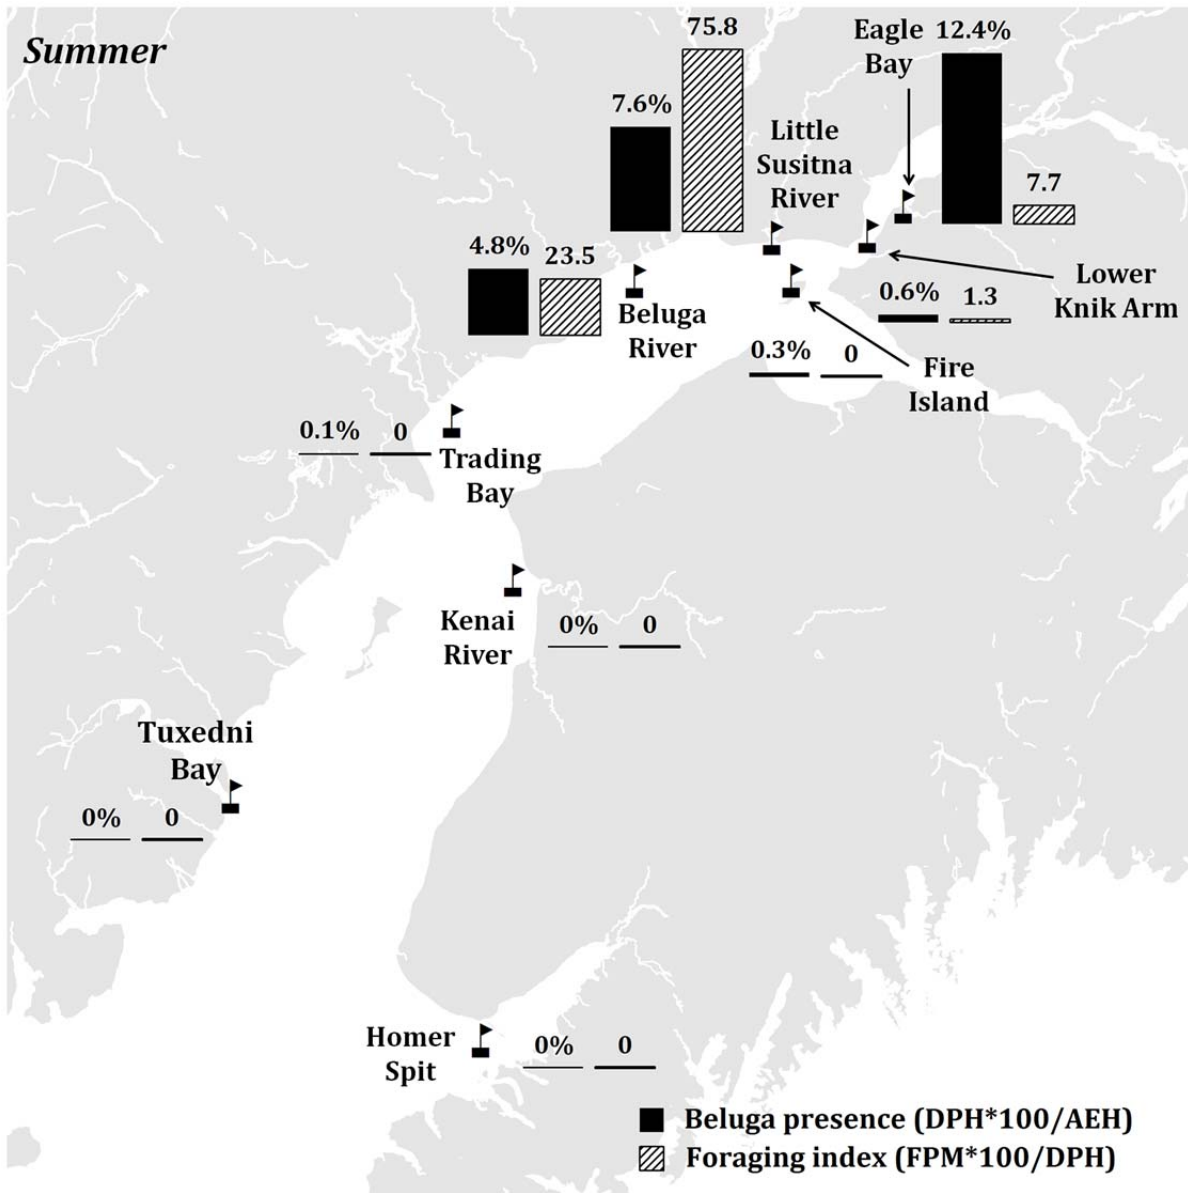 Summer
75.8
Eagle
Bay
12.4%
7.6%
Little
Susitna
River
7.7
4.8%
23.5
Beluga
River
Lower
Knik Arm
0.6%
1.3
0.3%
0
Fire
Island
0.1%
0
Trading
Bay
Kenai
River
0%
0
Tuxedni
Bay
0%
0
Homer
Spit
0%
0
Beluga presence (DPH*100/AEH)
Foraging index (FPM*100/DPH)